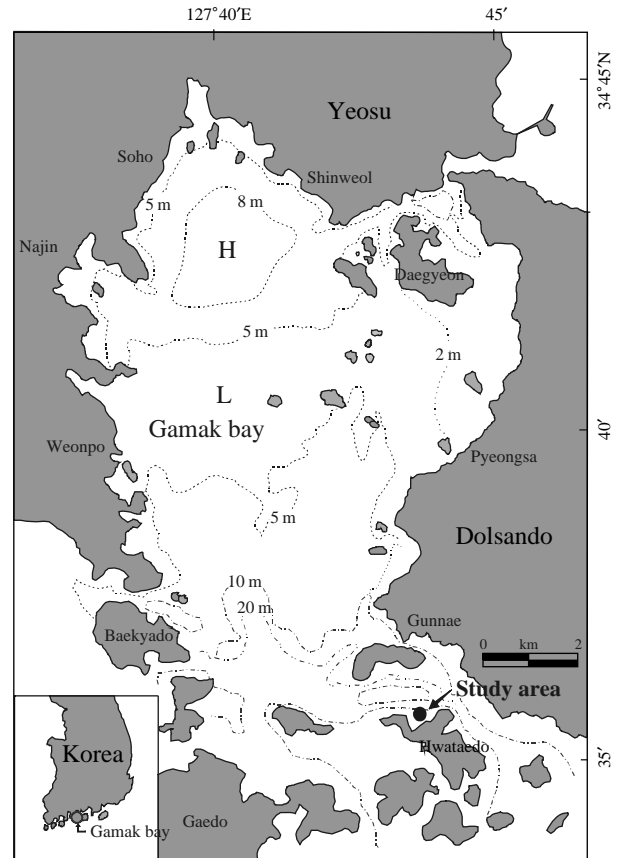 127°40′E
45′
34°45′N
Yeosu
Soho
Shinweol
5 m
8 m
Najin
H
Daegyeon
5 m
2 m
L
Gamak bay
40′
Weonpo
Pyeongsa
5 m
Dolsando
10 m
20 m
Gunnae
Baekyado
0 km 2
Study area
Korea
Hwataedo
35′
Gaedo
Gamak bay